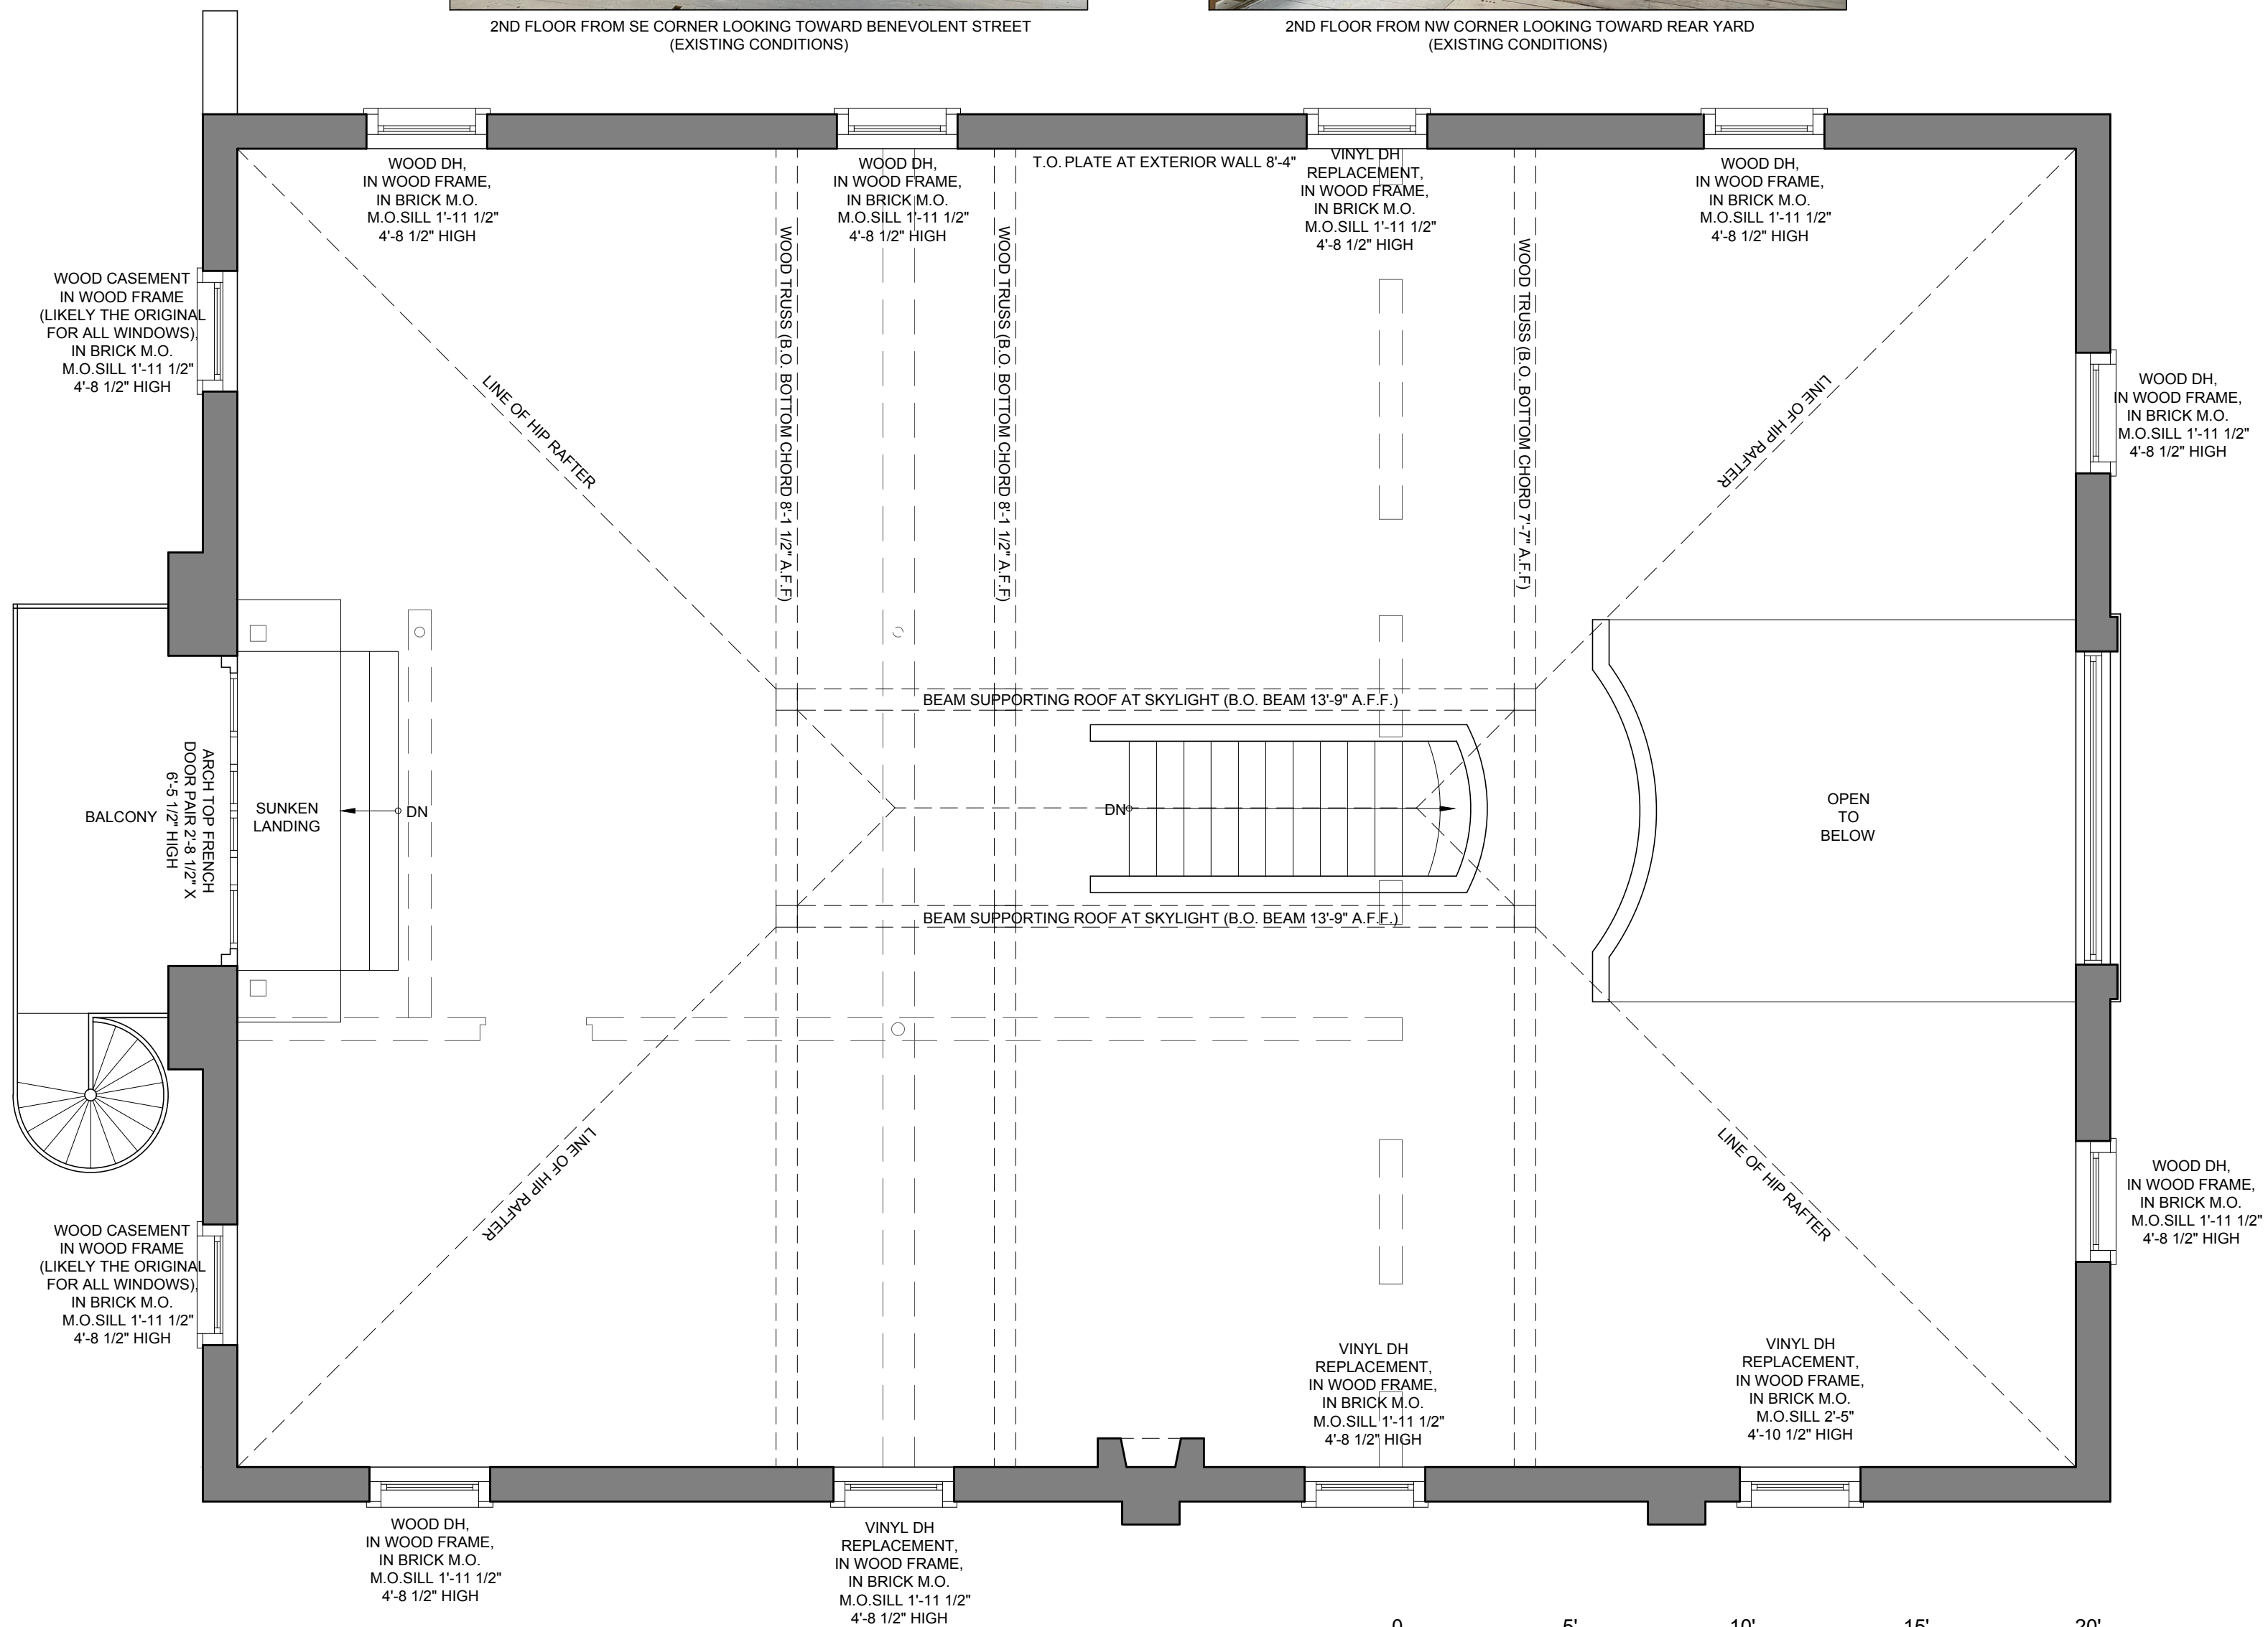 2ND FLOOR FROM SE CORNER LOOKING TOWARD BENEVOLENT STREET
(EXISTING CONDITIONS)
2ND FLOOR FROM NW CORNER LOOKING TOWARD REAR YARD
(EXISTING CONDITIONS)
WOOD DH,
IN WOOD FRAME,
IN BRICK M.O.
M.O.SILL 1'-11 1/2"
4'-8 1/2" HIGH
WOOD DH,
IN WOOD FRAME,
IN BRICK M.O.
M.O.SILL 1'-11 1/2"
4'-8 1/2" HIGH
T.O. PLATE AT EXTERIOR WALL 8'-4"
VINYL DH
REPLACEMENT,
IN WOOD FRAME,
IN BRICK M.O.
M.O.SILL 1'-11 1/2"
4'-8 1/2" HIGH
WOOD DH,
IN WOOD FRAME,
IN BRICK M.O.
M.O.SILL 1'-11 1/2"
4'-8 1/2" HIGH
WOOD CASEMENT
IN WOOD FRAME
(LIKELY THE ORIGINAL
FOR ALL WINDOWS),
IN BRICK M.O.
M.O.SILL 1'-11 1/2"
4'-8 1/2" HIGH
LINE OF HIP RAFTER
WOOD TRUSS (B.O. BOTTOM CHORD 8'-1 1/2" A.F.F)
WOOD TRUSS (B.O. BOTTOM CHORD 8'-1 1/2" A.F.F)
WOOD TRUSS (B.O. BOTTOM CHORD 7'-7" A.F.F)
LINE OF HIP RAFTER
WOOD DH,
IN WOOD FRAME,
IN BRICK M.O.
M.O.SILL 1'-11 1/2"
4'-8 1/2" HIGH
BEAM SUPPORTING ROOF AT SKYLIGHT (B.O. BEAM 13'-9" A.F.F.)
BALCONY
ARCH TOP FRENCH
DOOR PAIR 2'-8 1/2" X
6'-5 1/2" HIGH
SUNKEN
LANDING
DN
DN
OPEN
TO
BELOW
BEAM SUPPORTING ROOF AT SKYLIGHT (B.O. BEAM 13'-9" A.F.F.)
LINE OF HIP RAFTER
LINE OF HIP RAFTER
WOOD DH,
IN WOOD FRAME,
IN BRICK M.O.
M.O.SILL 1'-11 1/2"
4'-8 1/2" HIGH
WOOD CASEMENT
IN WOOD FRAME
(LIKELY THE ORIGINAL
FOR ALL WINDOWS),
IN BRICK M.O.
M.O.SILL 1'-11 1/2"
4'-8 1/2" HIGH
VINYL DH
REPLACEMENT,
IN WOOD FRAME,
IN BRICK M.O.
M.O.SILL 1'-11 1/2"
4'-8 1/2" HIGH
VINYL DH
REPLACEMENT,
IN WOOD FRAME,
IN BRICK M.O.
M.O.SILL 2'-5"
4'-10 1/2" HIGH
WOOD DH,
IN WOOD FRAME,
IN BRICK M.O.
M.O.SILL 1'-11 1/2"
4'-8 1/2" HIGH
VINYL DH
REPLACEMENT,
IN WOOD FRAME,
IN BRICK M.O.
M.O.SILL 1'-11 1/2"
4'-8 1/2" HIGH
0 5' 10' 15' 20'